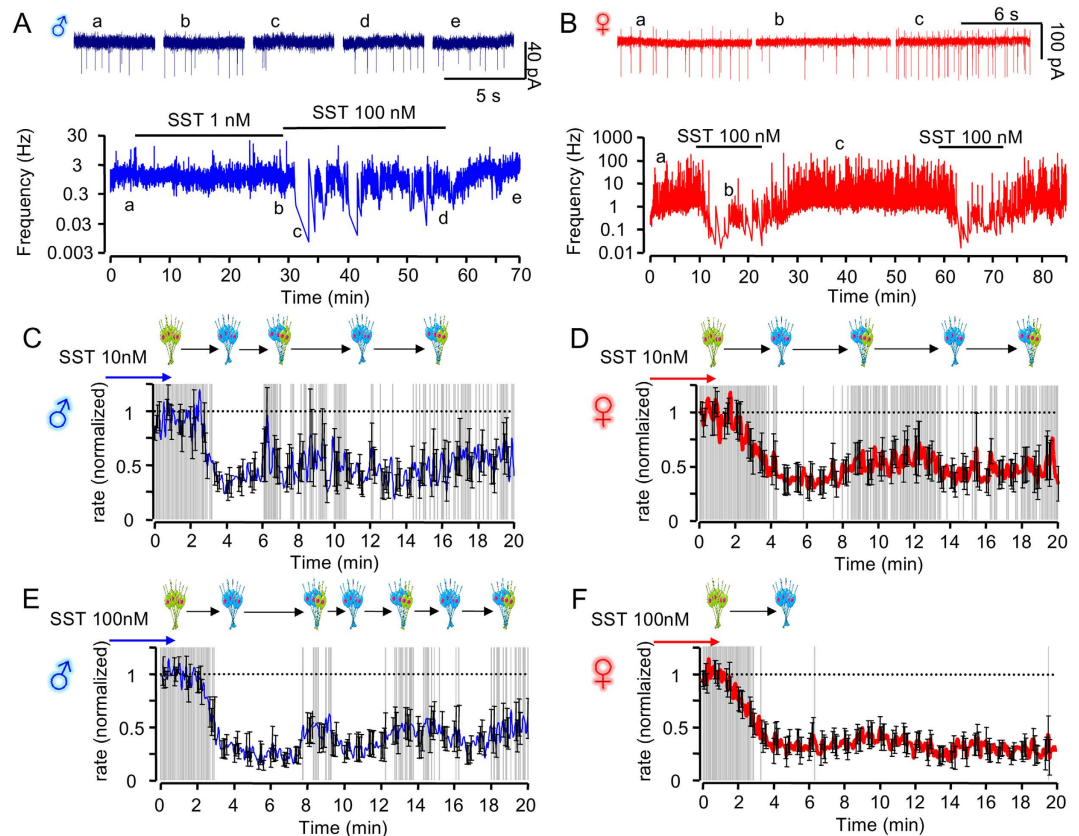 A ♂ a b c d e
40 pA
5 s
SST 1 nM SST 100 nM
Frequency (Hz)
30
3
0.3
0.03
0.003
a b c d e
0 10 20 30 40 50 60 70
Time (min)
B ♀ a b c 6 s
100 pA
SST 100 nM SST 100 nM
Frequency (Hz)
1000
100
10
1
0.1
0.01
a b c
0 10 20 30 40 50 60 70 80
Time (min)
C
SST 10nM
♂
rate (normalized)
1
0.5
0
0 2 4 6 8 10 12 14 16 18 20
Time (min)
D
SST 10nM
♀
rate (normlaized)
1
0.5
0
0 2 4 6 8 10 12 14 16 18 20
Time (min)
E
SST 100nM
♂
rate (normalized)
1
0.5
0
0 2 4 6 8 10 12 14 16 18 20
Time (min)
F
SST 100nM
♀
rate (normlaized)
1
0.5
0
0 2 4 6 8 10 12 14 16 18 20
Time (min)